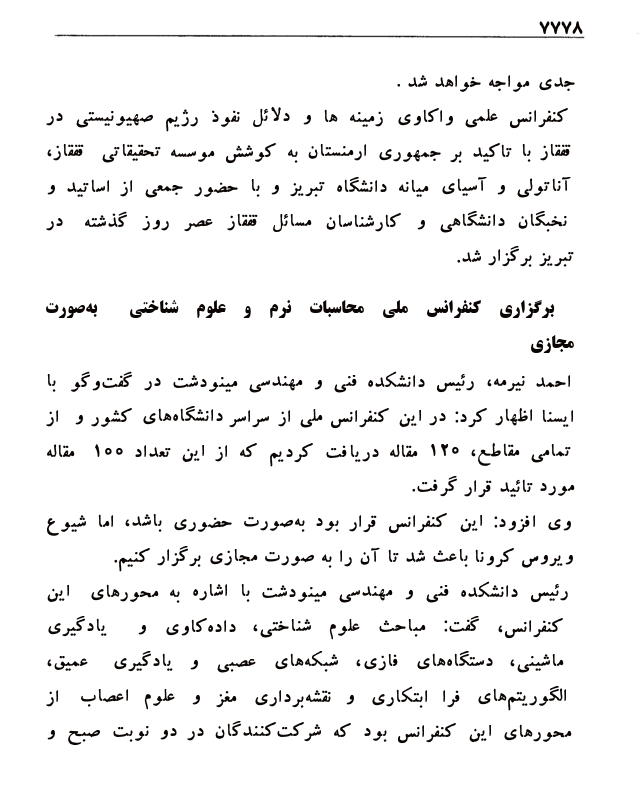 ۷۷۷۸
جدی مواجه خواهد شد .
کنفرانس علمی واکاوی زمینه ها و دلائل نفوذ رژیم صهیونیستی در
قفقاز با تاکید بر جمهوری ارمنستان به کوشش موسسه تحقیقاتی قفقاز،
آناتولی و آسیای میانه دانشگاه تبریز و با حضور جمعی از اساتید و
نخبگان دانشگاهی و کارشناسان مسائل قفقاز عصر روز گذشته در
تبریز برگزار شد.
برگزاری کنفرانس ملی محاسبات نرم و علوم شناختی به‌صورت
مجازی
احمد نیرمه، رئیس دانشکده فنی و مهندسی مینودشت در گفت‌وگو با
ایسنا اظهار کرد: در این کنفرانس ملی از سراسر دانشگاه‌های کشور و از
تمامی مقاطع، ۱۲۰ مقاله دریافت کردیم که از این تعداد ۱۰۰ مقاله
مورد تائید قرار گرفت.
وی افزود: این کنفرانس قرار بود به‌صورت حضوری باشد، اما شیوع
ویروس کرونا باعث شد تا آن را به صورت مجازی برگزار کنیم.
رئیس دانشکده فنی و مهندسی مینودشت با اشاره به محورهای این
کنفرانس، گفت: مباحث علوم شناختی، داده‌کاوی و یادگیری
ماشینی، دستگاه‌های فازی، شبکه‌های عصبی و یادگیری عمیق،
الگوریتم‌های فرا ابتکاری و نقشه‌برداری مغز و علوم اعصاب از
محورهای این کنفرانس بود که شرکت‌کنندگان در دو نوبت صبح و